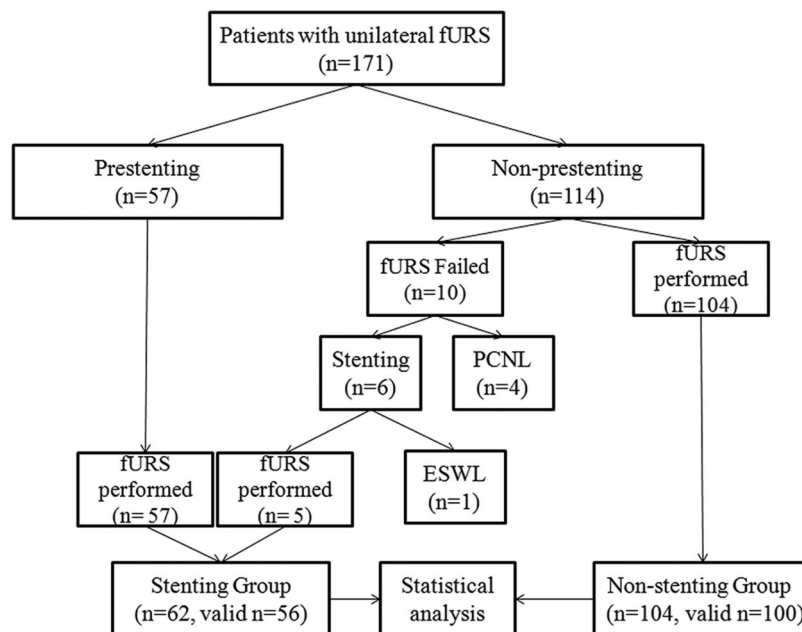 Patients with unilateral fURS
(n=171)
Prestenting
(n=57)
Non-prestenting
(n=114)
fURS Failed
(n=10)
fURS
performed
(n=104)
Stenting
(n=6)
PCNL
(n=4)
fURS
performed
(n= 57)
fURS
performed
(n= 5)
ESWL
(n=1)
Stenting Group
(n=62, valid n=56)
Statistical
analysis
Non-stenting Group
(n=104, valid n=100)